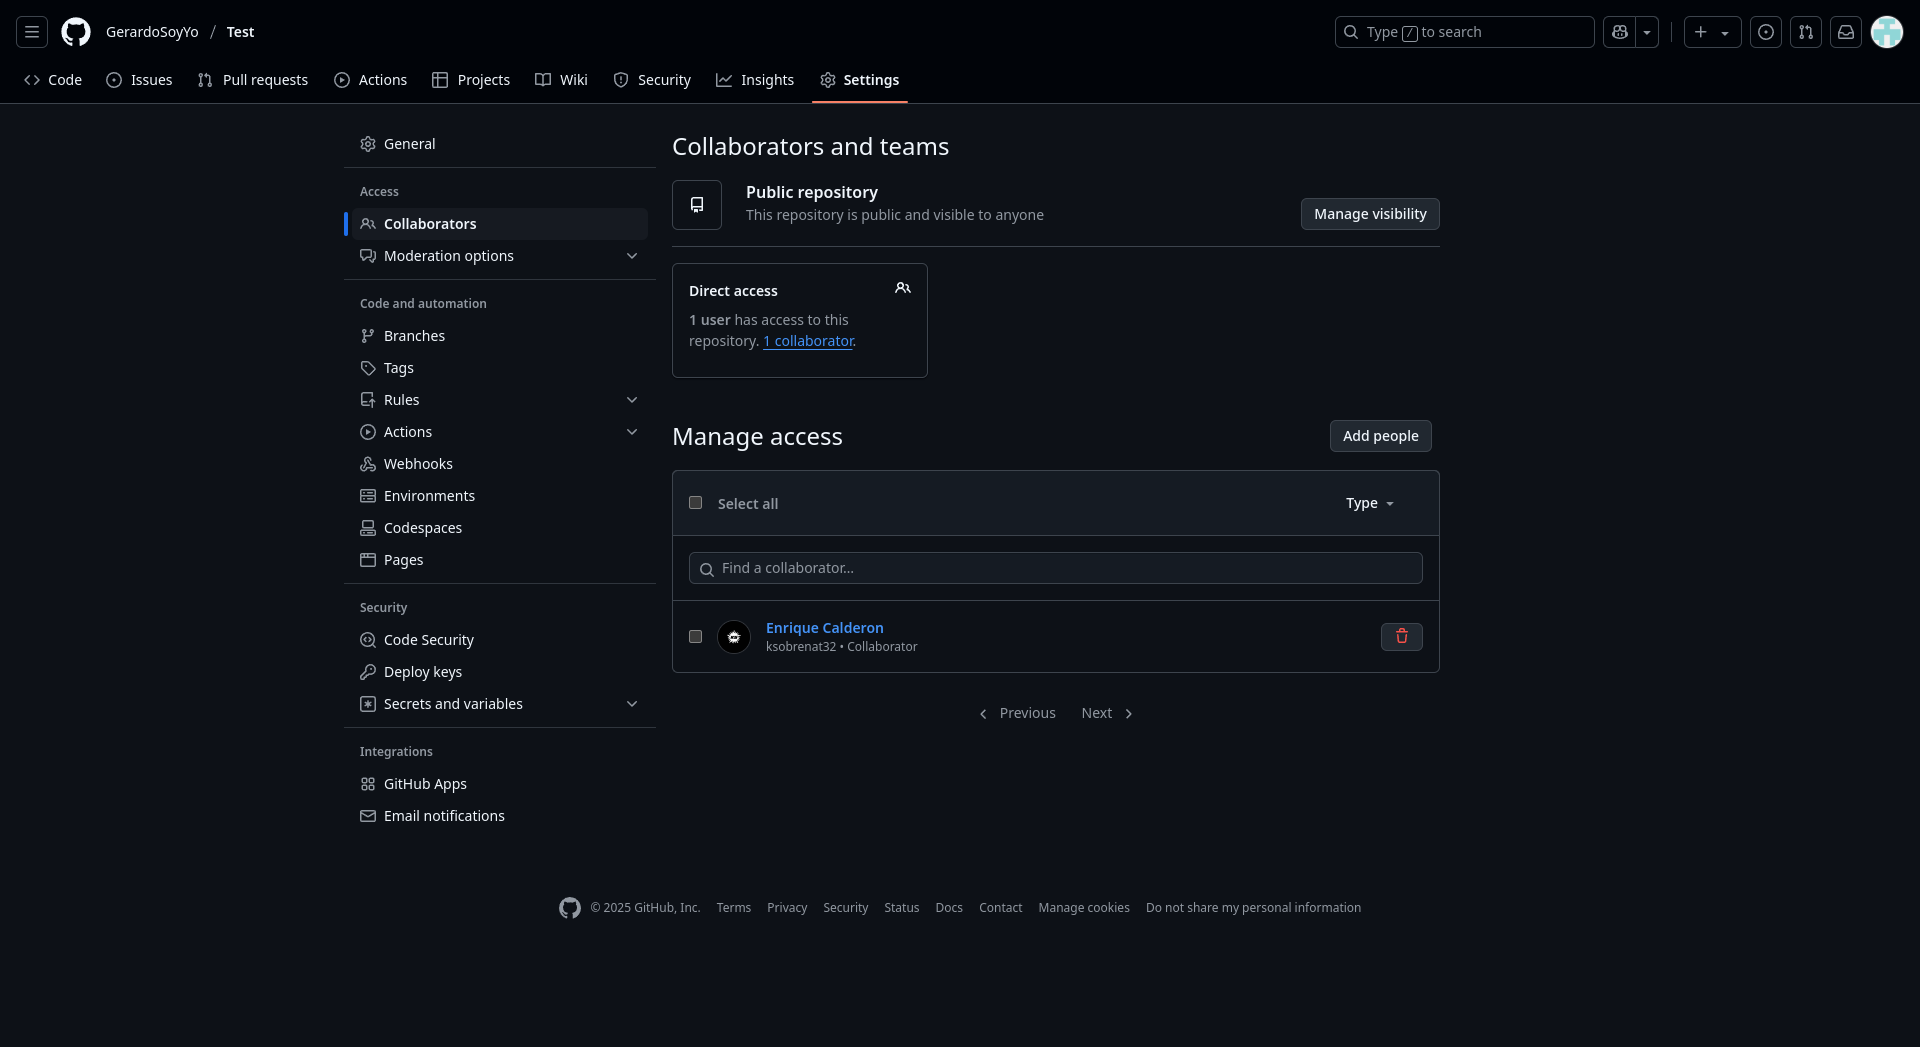 GerardoSoyYo / Test
Type / to search
Code Issues Pull requests Actions Projects Wiki Security Insights Settings
General
Access
Collaborators
Moderation options
Code and automation
Branches
Tags
Rules
Actions
Webhooks
Environments
Codespaces
Pages
Security
Code Security
Deploy keys
Secrets and variables
Integrations
GitHub Apps
Email notifications
Collaborators and teams
Public repository
This repository is public and visible to anyone
Manage visibility
Direct access
1 user has access to this
repository. 1 collaborator.
Manage access
Add people
Select all
Type
Find a collaborator...
Enrique Calderon
ksobrenat32 • Collaborator
Previous Next
© 2025 GitHub, Inc. Terms Privacy Security Status Docs Contact Manage cookies Do not share my personal information